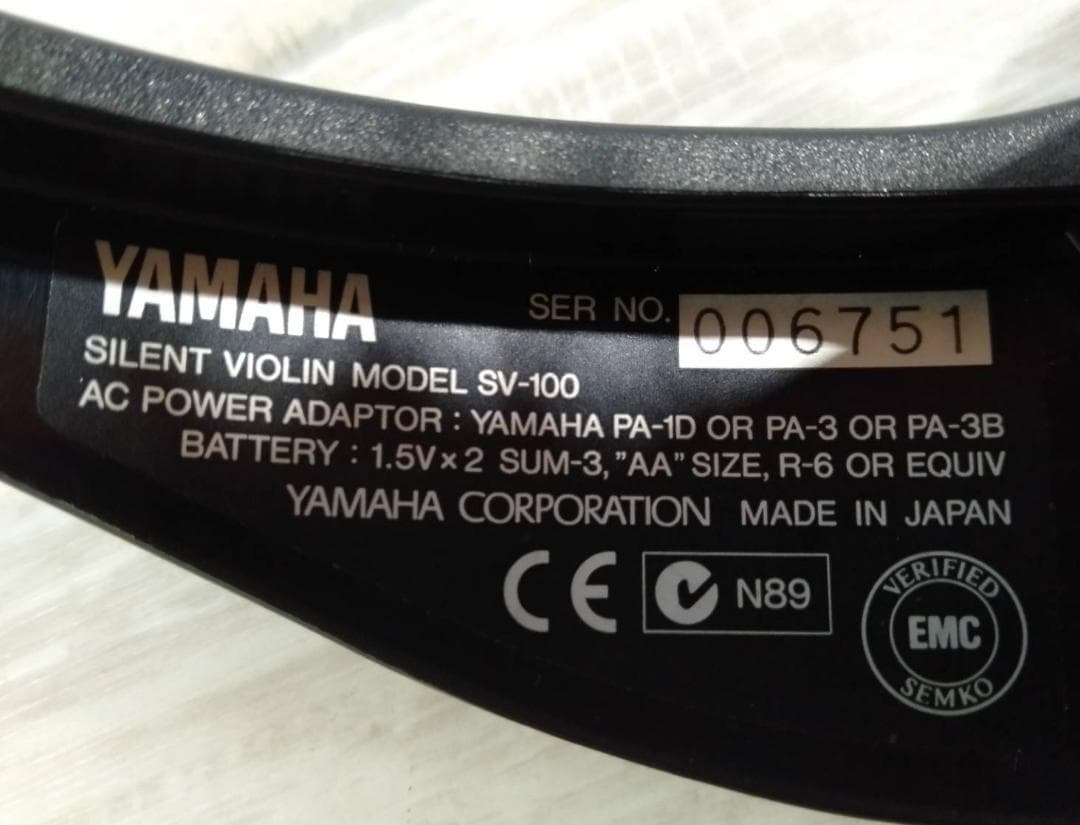 YAMAHA SER NO. 006751
SILENT VIOLIN MODEL SV-100
AC POWER ADAPTOR : YAMAHA PA-1D OR PA-3 OR PA-3B
BATTERY : 1.5V×2 SUM-3, "AA" SIZE, R-6 OR EQUIV
YAMAHA CORPORATION MADE IN JAPAN
CE N89
VERIFIED
EMC
SEMKO